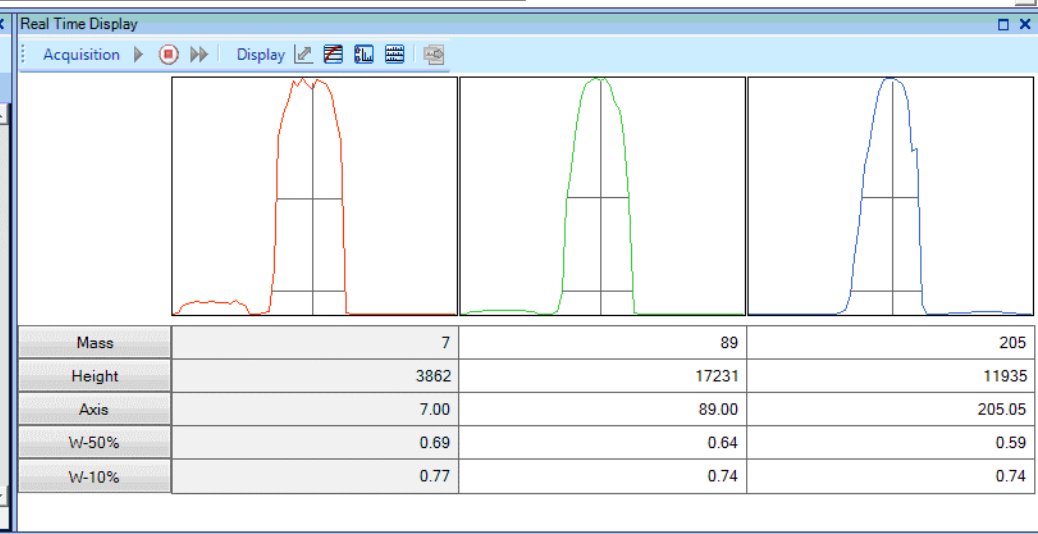 Real Time Display
Acquisition Display
Mass 7 89 205
Height 3862 17231 11935
Axis 7.00 89.00 205.05
W-50% 0.69 0.64 0.59
W-10% 0.77 0.74 0.74